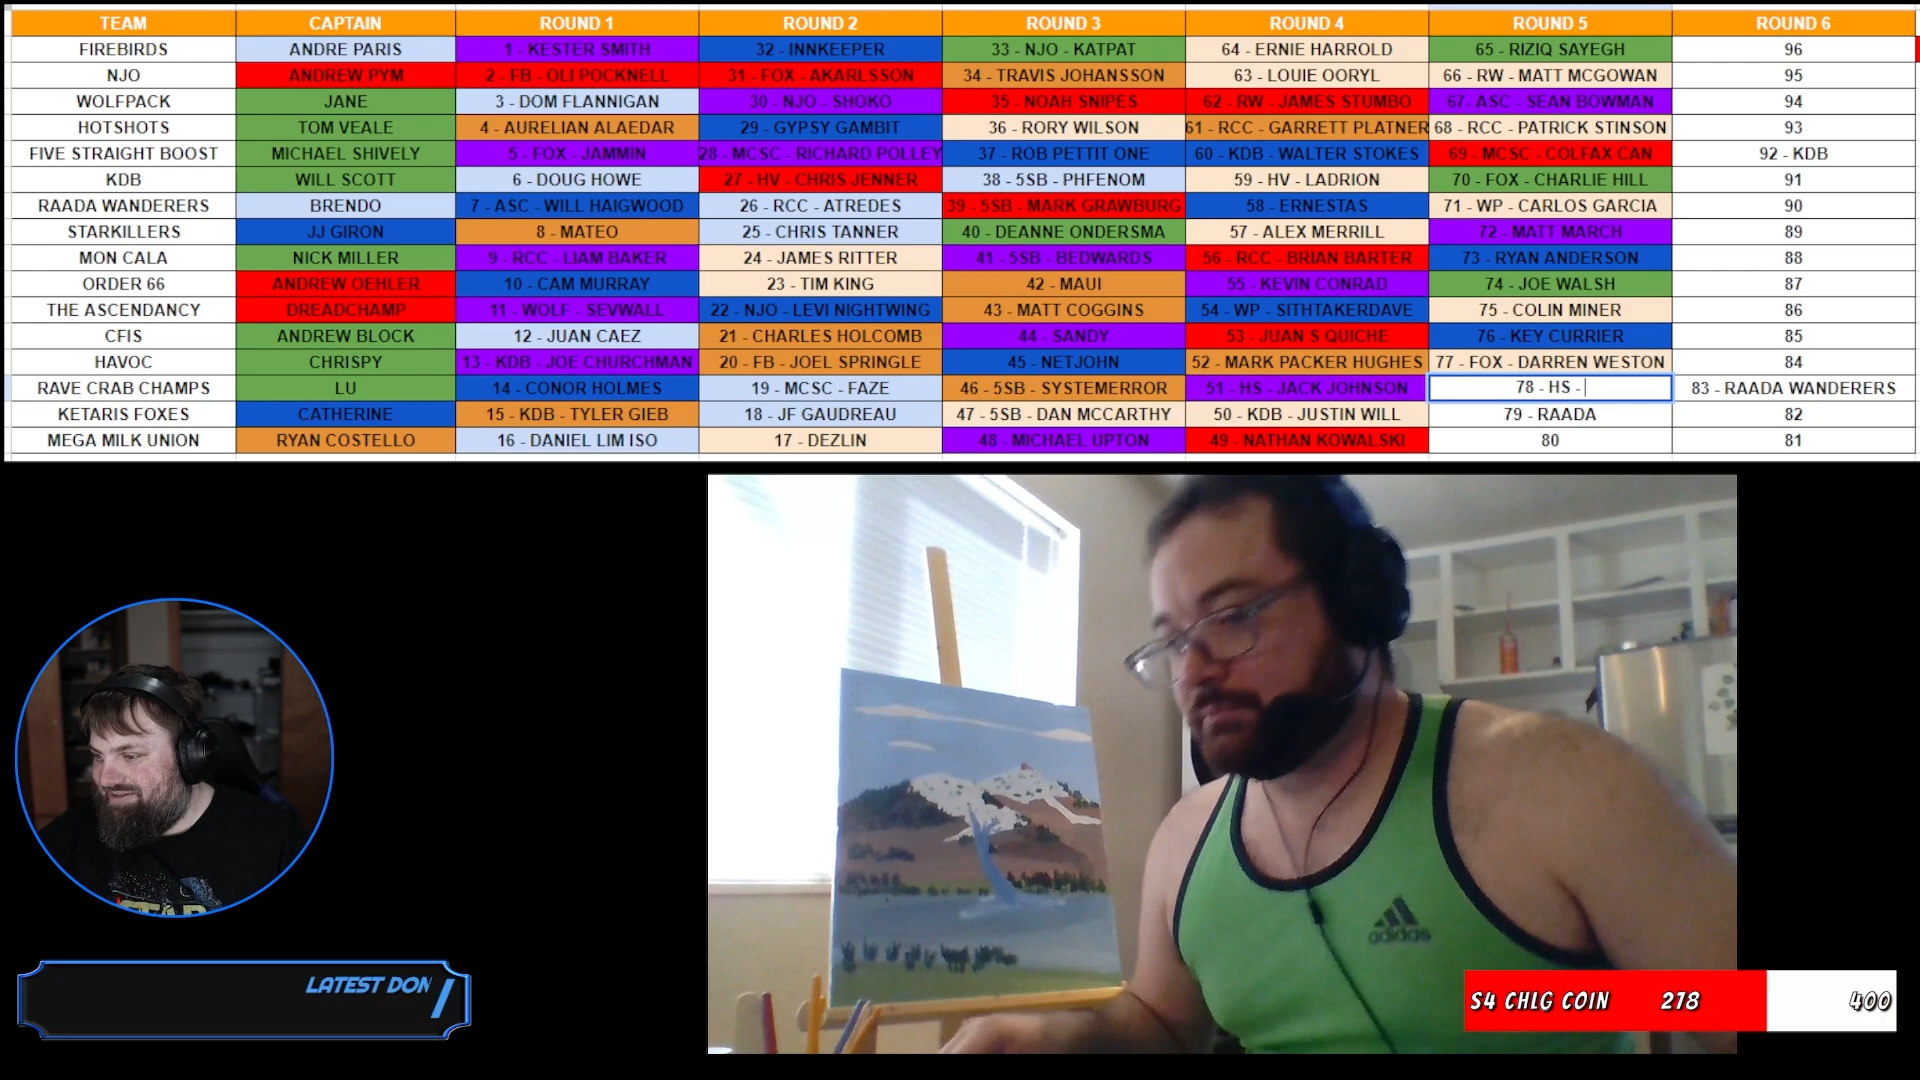 TEAM CAPTAIN ROUND 1 ROUND 2 ROUND 3 ROUND 4 ROUND 5 ROUND 6
FIREBIRDS ANDRE PARIS 1 - KESTER SMITH 32 - INNKEEPER 33 - NJO - KATPAT 64 - ERNIE HARROLD 65 - RIZIQ SAYEGH 96
NJO ANDREW PYM 2 - FB - OLI POCKNELL 31 - FOX - AKARLSSON 34 - TRAVIS JOHANSSON 63 - LOUIE OORYL 66 - RW - MATT MCGOWAN 95
WOLFPACK JANE 3 - DOM FLANNIGAN 30 - NJO - SHOKO 35 - NOAH SNIPES 62 - RW - JAMES STUMBO 67- ASC - SEAN BOWMAN 94
HOTSHOTS TOM VEALE 4 - AURELIAN ALAEDAR 29 - GYPSY GAMBIT 36 - RORY WILSON 61 - RCC - GARRETT PLATNER 68 - RCC - PATRICK STINSON 93
FIVE STRAIGHT BOOST MICHAEL SHIVELY 5 - FOX - JAMMIN 28 - MCSC - RICHARD POLLEY 37 - ROB PETTIT ONE 60 - KDB - WALTER STOKES 69 - MCSC - COLFAX CAN 92 - KDB
KDB WILL SCOTT 6 - DOUG HOWE 27 - HV - CHRIS JENNER 38 - 5SB - PHFENOM 59 - HV - LADRION 70 - FOX - CHARLIE HILL 91
RAADA WANDERERS BRENDO 7 - ASC - WILL HAIGWOOD 26 - RCC - ATREDES 39 - 5SB - MARK GRAWBURG 58 - ERNESTAS 71 - WP - CARLOS GARCIA 90
STARKILLERS JJ GIRON 8 - MATEO 25 - CHRIS TANNER 40 - DEANNE ONDERSMA 57 - ALEX MERRILL 72 - MATT MARCH 89
MON CALA NICK MILLER 9 - RCC - LIAM BAKER 24 - JAMES RITTER 41 - 5SB - BEDWARDS 56 - RCC - BRIAN BARTER 73 - RYAN ANDERSON 88
ORDER 66 ANDREW OEHLER 10 - CAM MURRAY 23 - TIM KING 42 - MAUI 55 - KEVIN CONRAD 74 - JOE WALSH 87
THE ASCENDANCY DREADCHAMP 11 - WOLF - SEVWALL 22 - NJO - LEVI NIGHTWING 43 - MATT COGGINS 54 - WP - SITHTAKERDAVE 75 - COLIN MINER 86
CFIS ANDREW BLOCK 12 - JUAN CAEZ 21 - CHARLES HOLCOMB 44 - SANDY 53 - JUAN S QUICHE 76 - KEY CURRIER 85
HAVOC CHRISPY 13 - KDB - JOE CHURCHMAN 20 - FB - JOEL SPRINGLE 45 - NETJOHN 52 - MARK PACKER HUGHES 77 - FOX - DARREN WESTON 84
RAVE CRAB CHAMPS LU 14 - CONOR HOLMES 19 - MCSC - FAZE 46 - 5SB - SYSTEMERROR 51 - HS - JACK JOHNSON 78 - HS - 83 - RAADA WANDERERS
KETARIS FOXES CATHERINE 15 - KDB - TYLER GIEB 18 - JF GAUDREAU 47 - 5SB - DAN MCCARTHY 50 - KDB - JUSTIN WILL 79 - RAADA 82
MEGA MILK UNION RYAN COSTELLO 16 - DANIEL LIM ISO 17 - DEZLIN 48 - MICHAEL UPTON 49 - NATHAN KOWALSKI 80 81
adidas
LATEST DON
S4 CHLG COIN 278 400